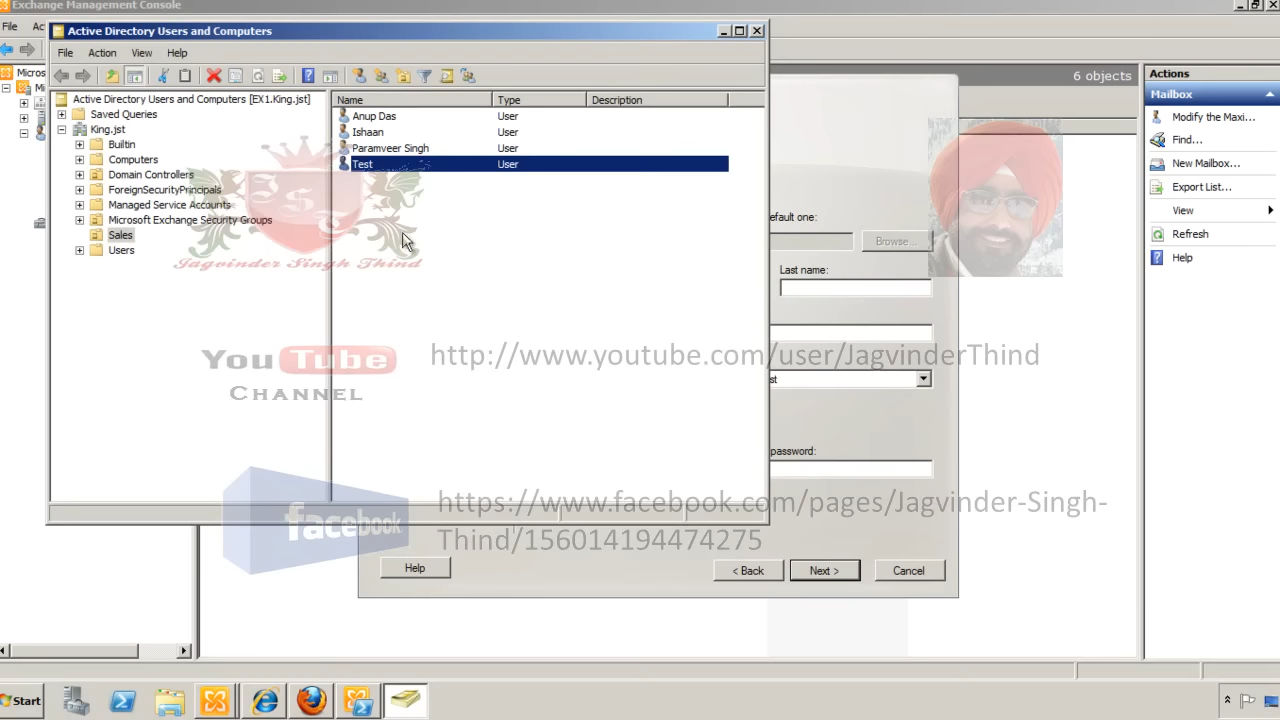 Exchange Management Console
File
Ac
Active Directory Users and Computers
File Action View Help
Micros
Mi
Active Directory Users and Computers [EX1.King.jst]
Saved Queries
King.jst
Builtin
Computers
Domain Controllers
ForeignSecurityPrincipals
Managed Service Accounts
Microsoft Exchange Security Groups
Sales
Users
Name Type Description
Anup Das User
Ishaan User
Paramveer Singh User
Test User
Jagvinder Singh Thind
6 objects
efault one:
Browse...
Last name:
st
password:
Help
< Back
Next >
Cancel
Actions
Mailbox
Modify the Maxi...
Find...
New Mailbox...
Export List...
View
Refresh
Help
YouTube
CHANNEL
http://www.youtube.com/user/JagvinderThind
facebook
https://www.facebook.com/pages/Jagvinder-Singh-
Thind/156014194474275
Start